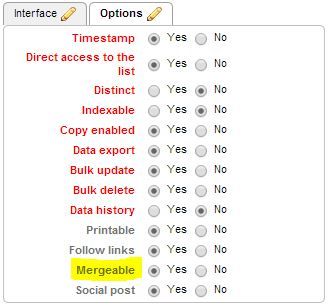 Interface Options
Timestamp Yes No
Direct access to the
list Yes No
Distinct Yes No
Indexable Yes No
Copy enabled Yes No
Data export Yes No
Bulk update Yes No
Bulk delete Yes No
Data history Yes No
Printable Yes No
Follow links Yes No
Mergeable Yes No
Social post Yes No